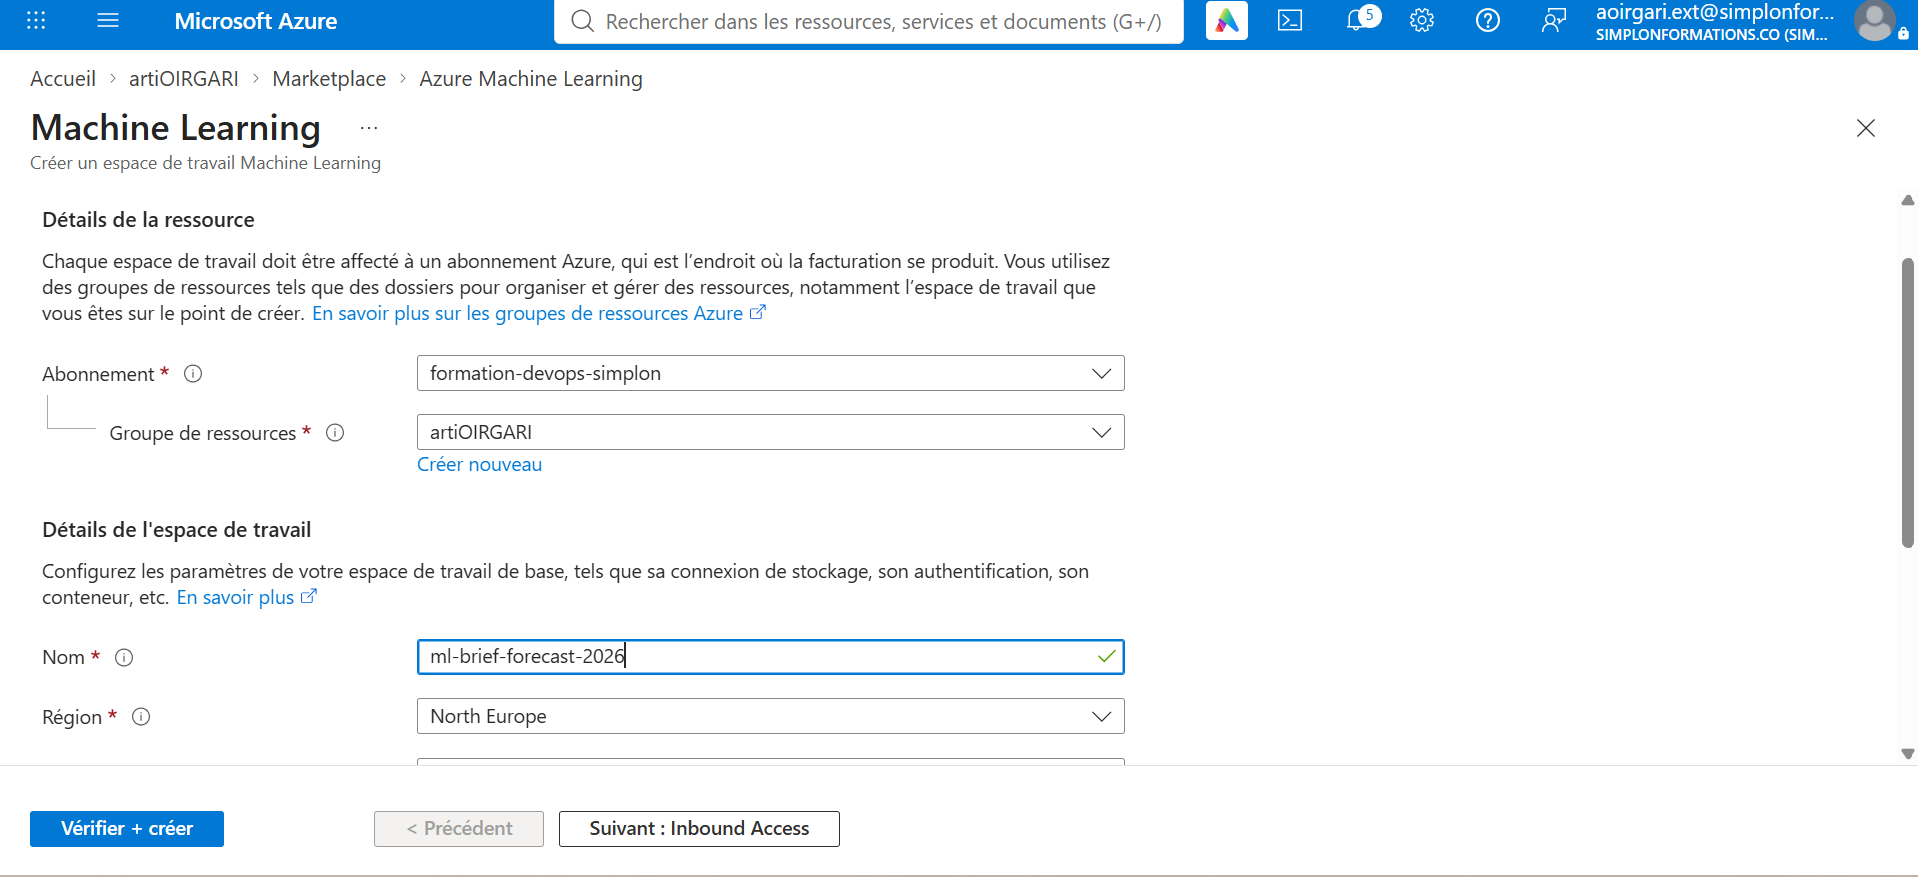 Microsoft Azure
Rechercher dans les ressources, services et documents (G+/)
5
aoirgari.ext@simplonfor...
SIMPLONFORMATIONS.CO (SIM...
Accueil > artiOIRGARI > Marketplace > Azure Machine Learning
Machine Learning ...
Créer un espace de travail Machine Learning
Détails de la ressource
Chaque espace de travail doit être affecté à un abonnement Azure, qui est l’endroit où la facturation se produit. Vous utilisez
des groupes de ressources tels que des dossiers pour organiser et gérer des ressources, notamment l’espace de travail que
vous êtes sur le point de créer. En savoir plus sur les groupes de ressources Azure
Abonnement *
formation-devops-simplon
Groupe de ressources *
artiOIRGARI
Créer nouveau
Détails de l'espace de travail
Configurez les paramètres de votre espace de travail de base, tels que sa connexion de stockage, son authentification, son
conteneur, etc. En savoir plus
Nom *
ml-brief-forecast-2026
Région *
North Europe
Vérifier + créer
< Précédent
Suivant : Inbound Access